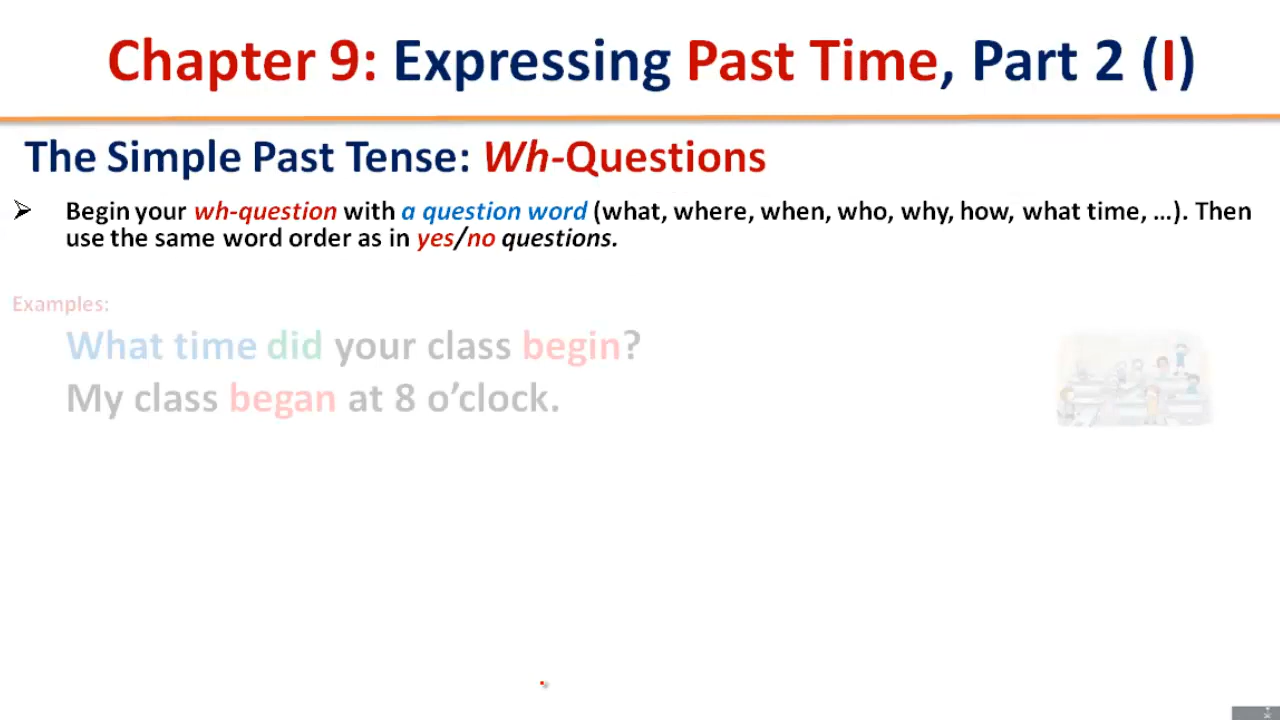 Chapter 9: Expressing Past Time, Part 2 (I)
The Simple Past Tense: Wh-Questions
➢ Begin your wh-question with a question word (what, where, when, who, why, how, what time, …). Then
use the same word order as in yes/no questions.
Examples:
What time did your class begin?
My class began at 8 o’clock.